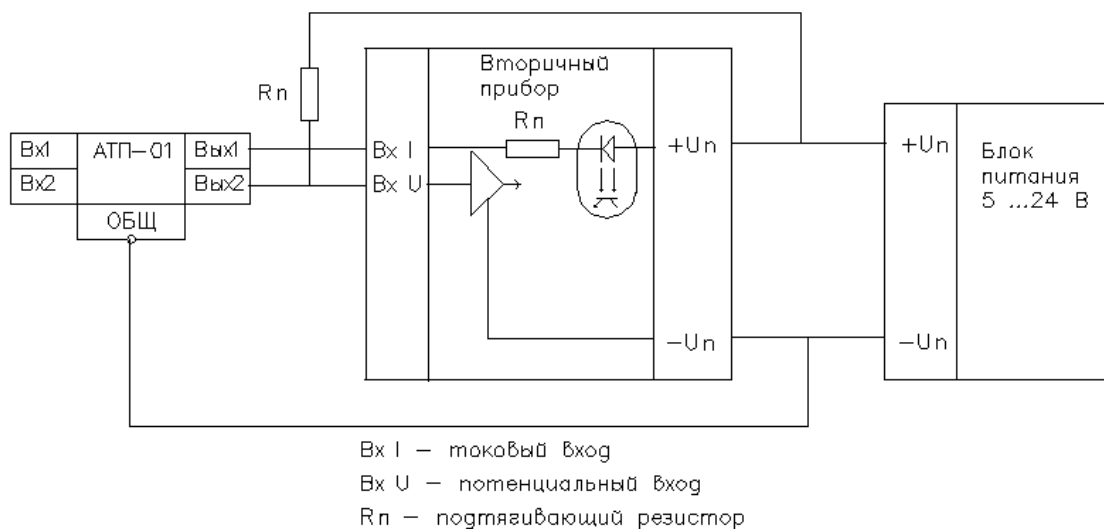 Rп
Вх1
Вх2
АТП-01
Вых1
Вых2
ОБЩ
Вторичный
прибор
Rп
Вх I
Вх U
+Uп
-Uп
+Uп
-Uп
Блок
питания
5 ...24 В
Вх I - токовый вход
Вх U - потенциальный вход
Rп - подтягивающий резистор